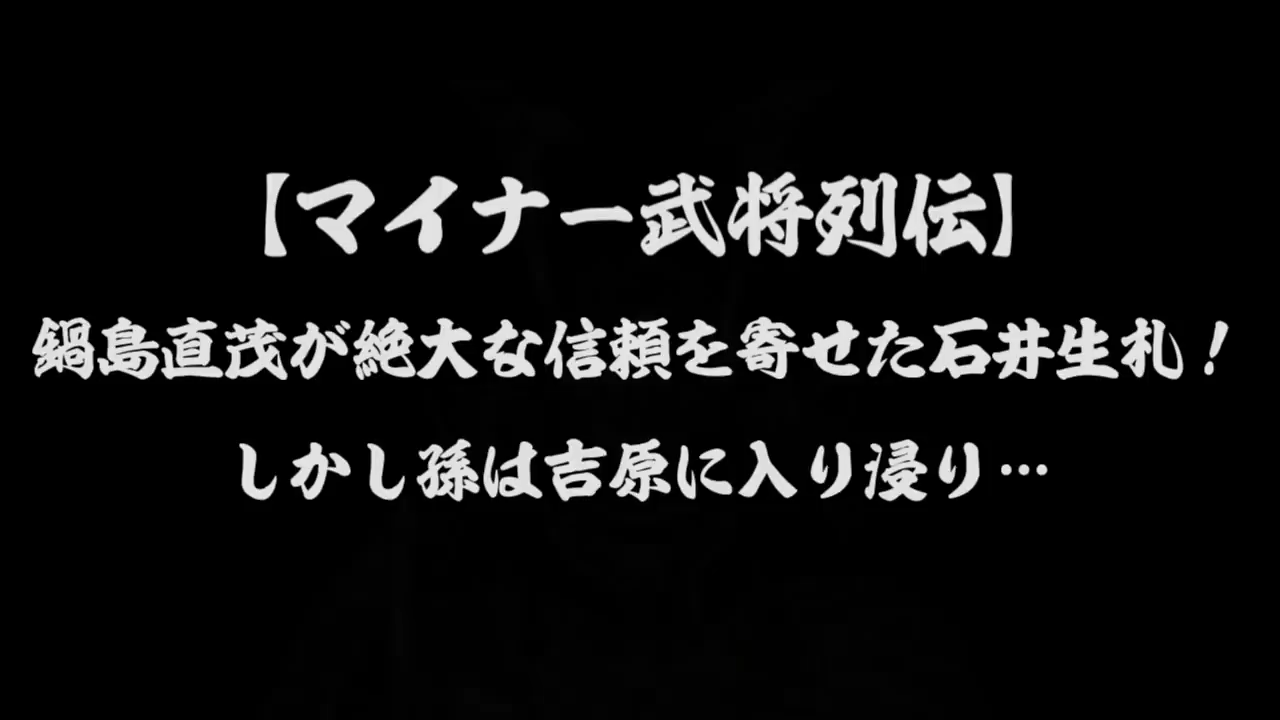 【マイナー武将列伝】
鍋島直茂が絶大な信頼を寄せた石井生札！
しかし孫は吉原に入り浸り…